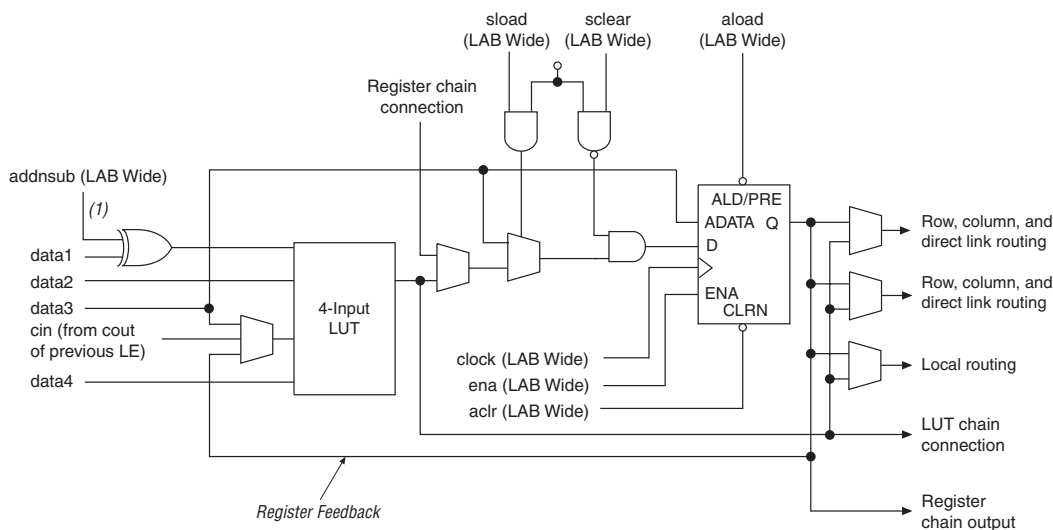 sload
(LAB Wide)
sclear
(LAB Wide)
aload
(LAB Wide)
Register chain
connection
addnsub (LAB Wide)
(1)
data1
data2
data3
cin (from cout
of previous LE)
data4
4-Input
LUT
ALD/PRE
ADATA
Q
D
ENA
CLRN
clock (LAB Wide)
ena (LAB Wide)
aclr (LAB Wide)
Row, column, and
direct link routing
Row, column, and
direct link routing
Local routing
LUT chain
connection
Register
chain output
Register Feedback